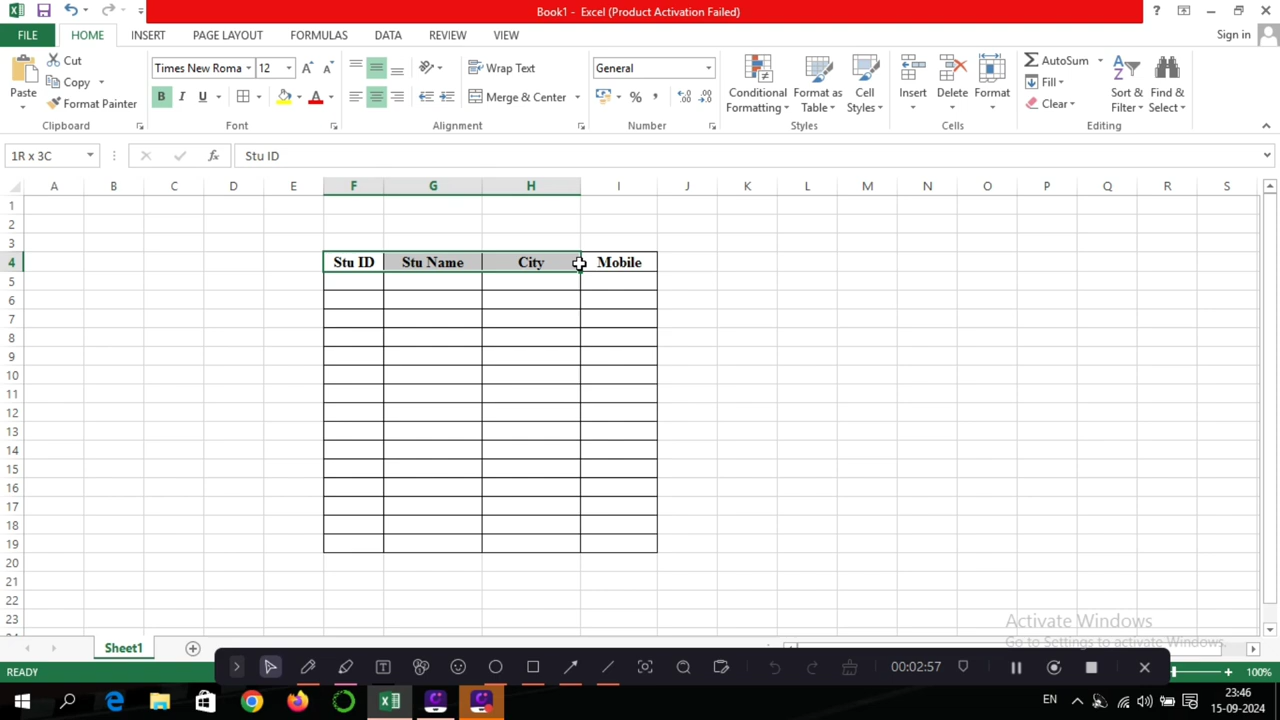 Book1 - Excel (Product Activation Failed)
FILE HOME INSERT PAGE LAYOUT FORMULAS DATA REVIEW VIEW Sign in
Paste Cut Copy Format Painter Clipboard
Times New Roma 12 B I U A Font
Wrap Text Merge & Center Alignment
General % , Number
Conditional Formatting Format as Table Cell Styles Styles
Insert Delete Format Cells
AutoSum Fill Clear Sort & Filter Find & Select Editing
1R x 3C fx Stu ID
A B C D E F G H I J K L M N O P Q R S
1
2
3
4 Stu ID Stu Name City Mobile
5
6
7
8
9
10
11
12
13
14
15
16
17
18
19
20
21
22
23
Activate Windows
Go to Settings to activate Windows.
Sheet1
READY 00:02:57 100%
EN 23:46
15-09-2024